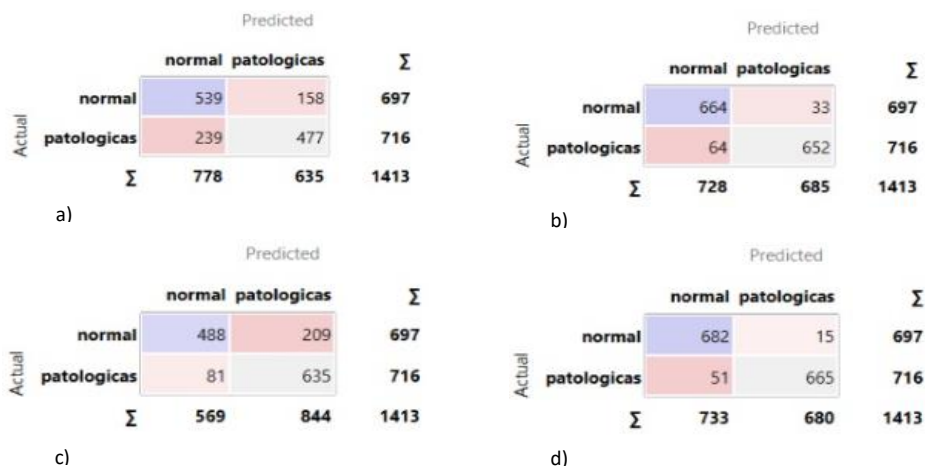 Predicted
normal patologicas Σ
Actual
normal 539 158 697
patologicas 239 477 716
Σ 778 635 1413
a)
Predicted
normal patologicas Σ
Actual
normal 664 33 697
patologicas 64 652 716
Σ 728 685 1413
b)
Predicted
normal patologicas Σ
Actual
normal 488 209 697
patologicas 81 635 716
Σ 569 844 1413
c)
Predicted
normal patologicas Σ
Actual
normal 682 15 697
patologicas 51 665 716
Σ 733 680 1413
d)